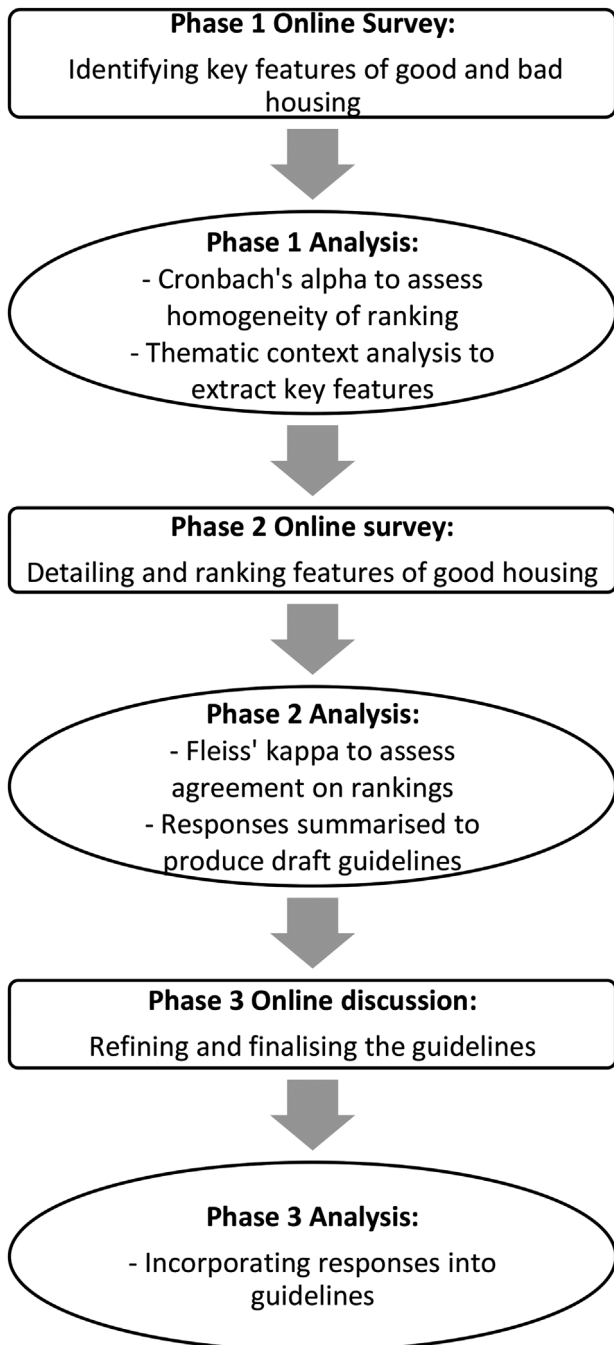 Phase 1 Online Survey:
Identifying key features of good and bad
housing
Phase 1 Analysis:
- Cronbach's alpha to assess
homogeneity of ranking
- Thematic context analysis to
extract key features
Phase 2 Online survey:
Detailing and ranking features of good housing
Phase 2 Analysis:
- Fleiss' kappa to assess
agreement on rankings
- Responses summarised to
produce draft guidelines
Phase 3 Online discussion:
Refining and finalising the guidelines
Phase 3 Analysis:
- Incorporating responses into
guidelines